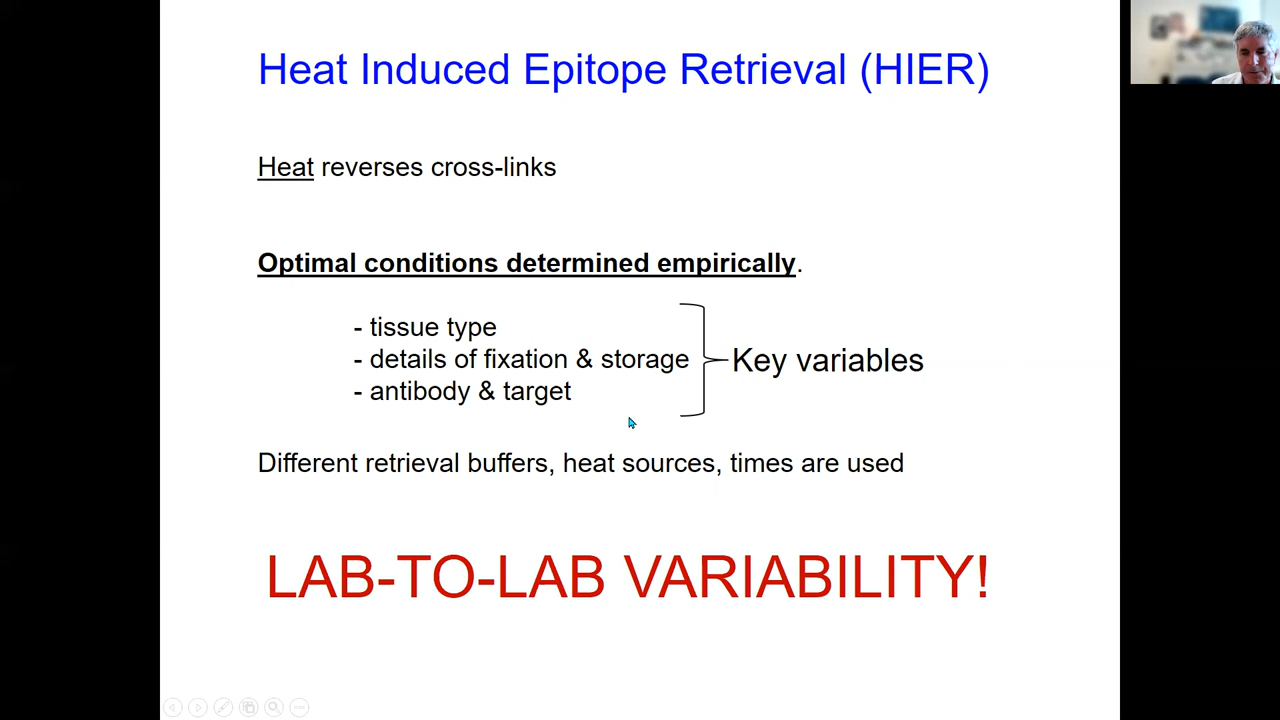 Heat Induced Epitope Retrieval (HIER)
Heat reverses cross-links
Optimal conditions determined empirically.
- tissue type
- details of fixation & storage
- antibody & target
Key variables
Different retrieval buffers, heat sources, times are used
LAB-TO-LAB VARIABILITY!